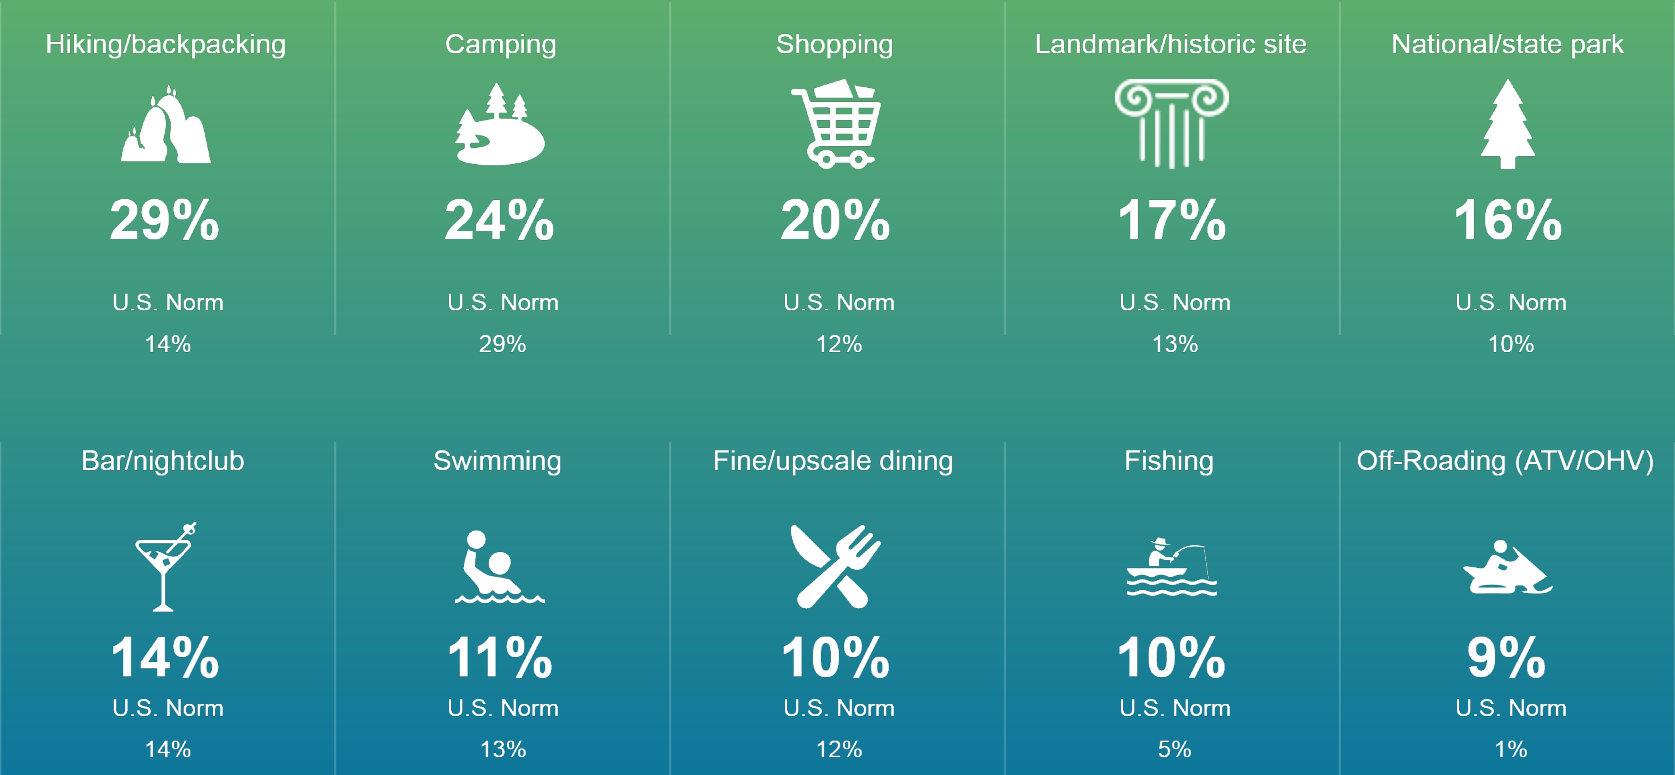 Hiking/backpacking
29%
U.S. Norm
14%
Camping
24%
U.S. Norm
29%
Shopping
20%
U.S. Norm
12%
Landmark/historic site
17%
U.S. Norm
13%
National/state park
16%
U.S. Norm
10%
Bar/nightclub
14%
U.S. Norm
14%
Swimming
11%
U.S. Norm
13%
Fine/upscale dining
10%
U.S. Norm
12%
Fishing
10%
U.S. Norm
5%
Off-Roading (ATV/OHV)
9%
U.S. Norm
1%